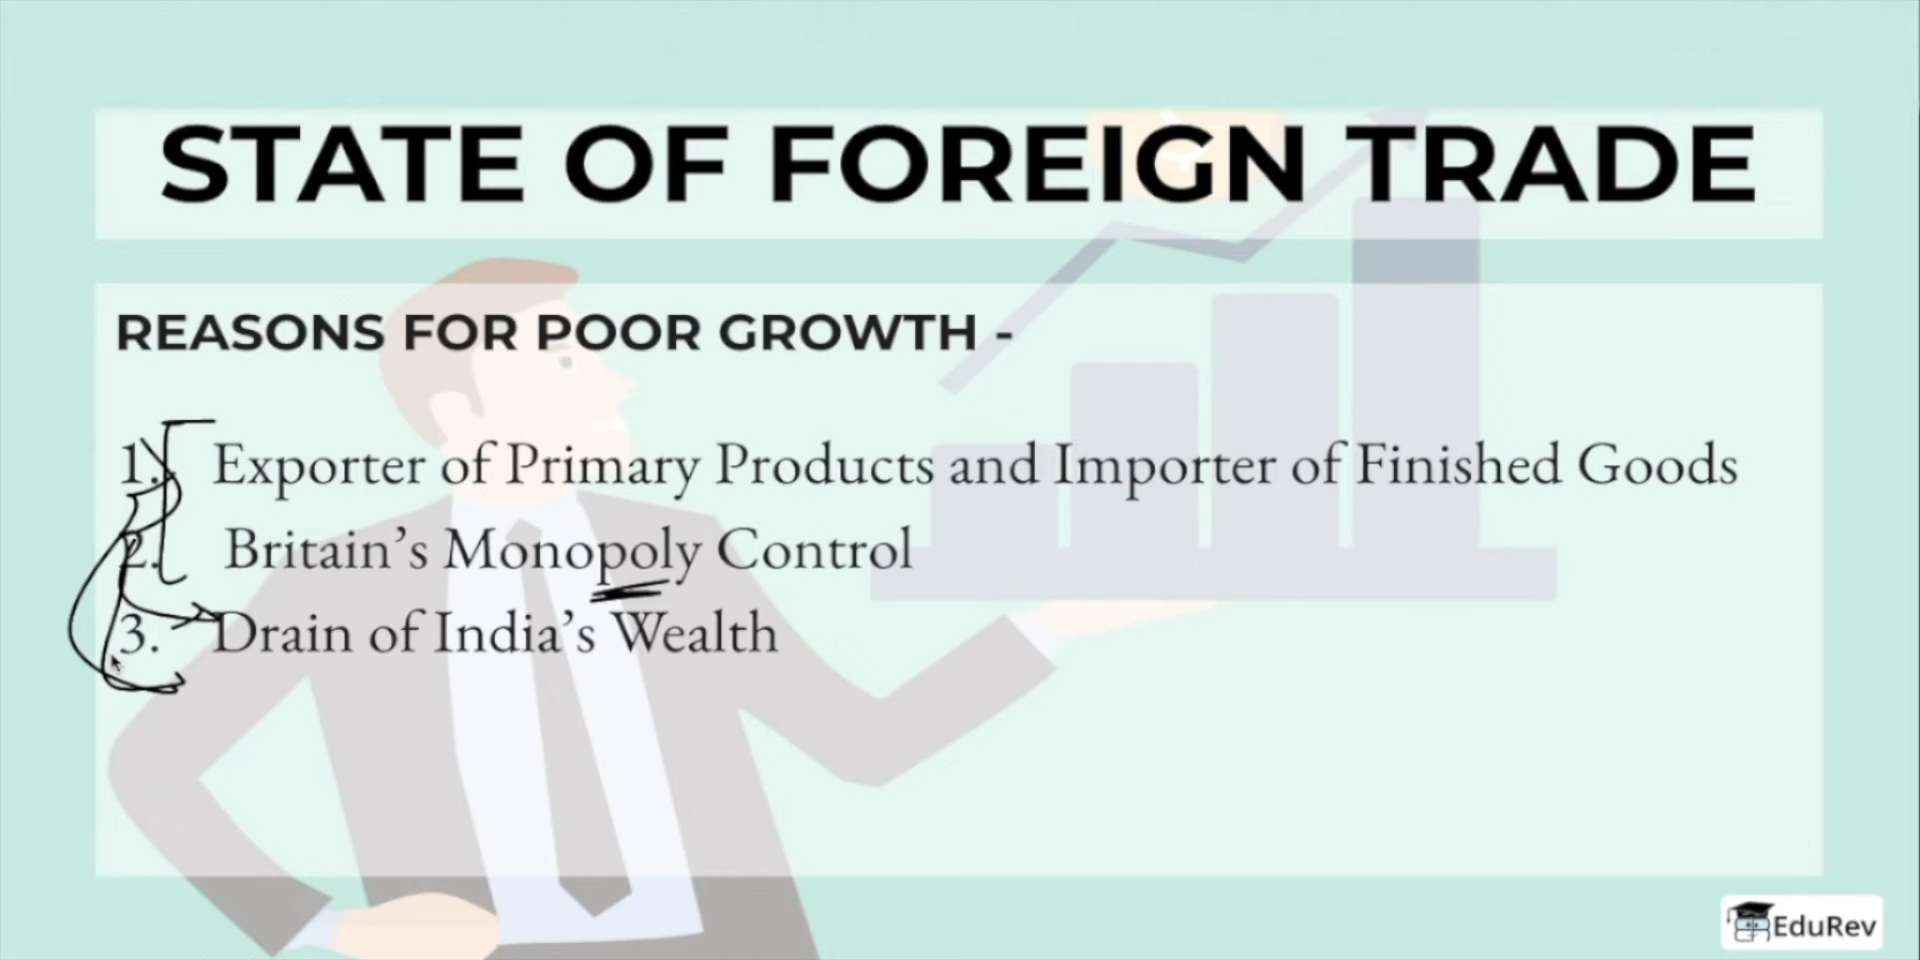 STATE OF FOREIGN TRADE
REASONS FOR POOR GROWTH -
1. Exporter of Primary Products and Importer of Finished Goods
2. Britain's Monopoly Control
3. Drain of India's Wealth
EduRev